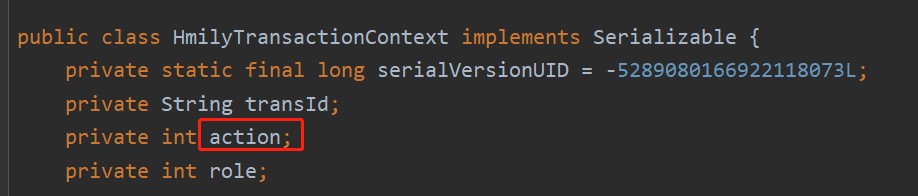 public class HmilyTransactionContext implements Serializable {
private static final long serialVersionUID = -5289080166922118073L;
private String transId;
private int action;
private int role;